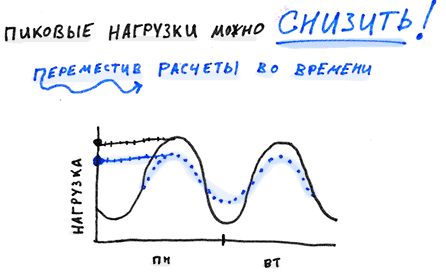 ПИКОВЫЕ НАГРУЗКИ МОЖНО СНИЗИТЬ!
ПЕРЕМЕСТИВ РАСЧЕТЫ ВО ВРЕМЕНИ
НАГРУЗКА
ПН ВТ